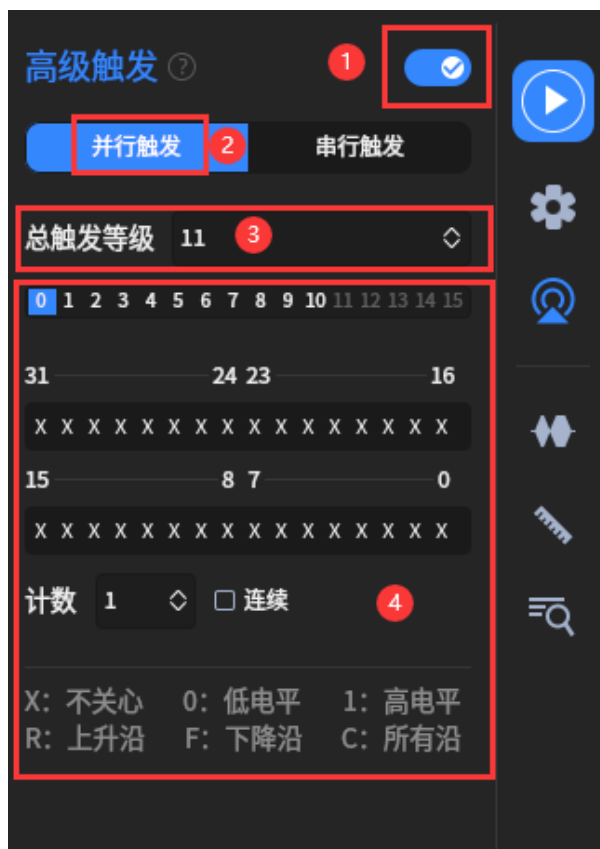 高级触发 ? 1
并行触发 2 串行触发
总触发等级 11 3
0 1 2 3 4 5 6 7 8 9 10 11 12 13 14 15
31 24 23 16
X X X X X X X X X X X X X X X X
15 8 7 0
X X X X X X X X X X X X X X X X
计数 1 连续 4
X：不关心 0：低电平 1：高电平
R：上升沿 F：下降沿 C：所有沿